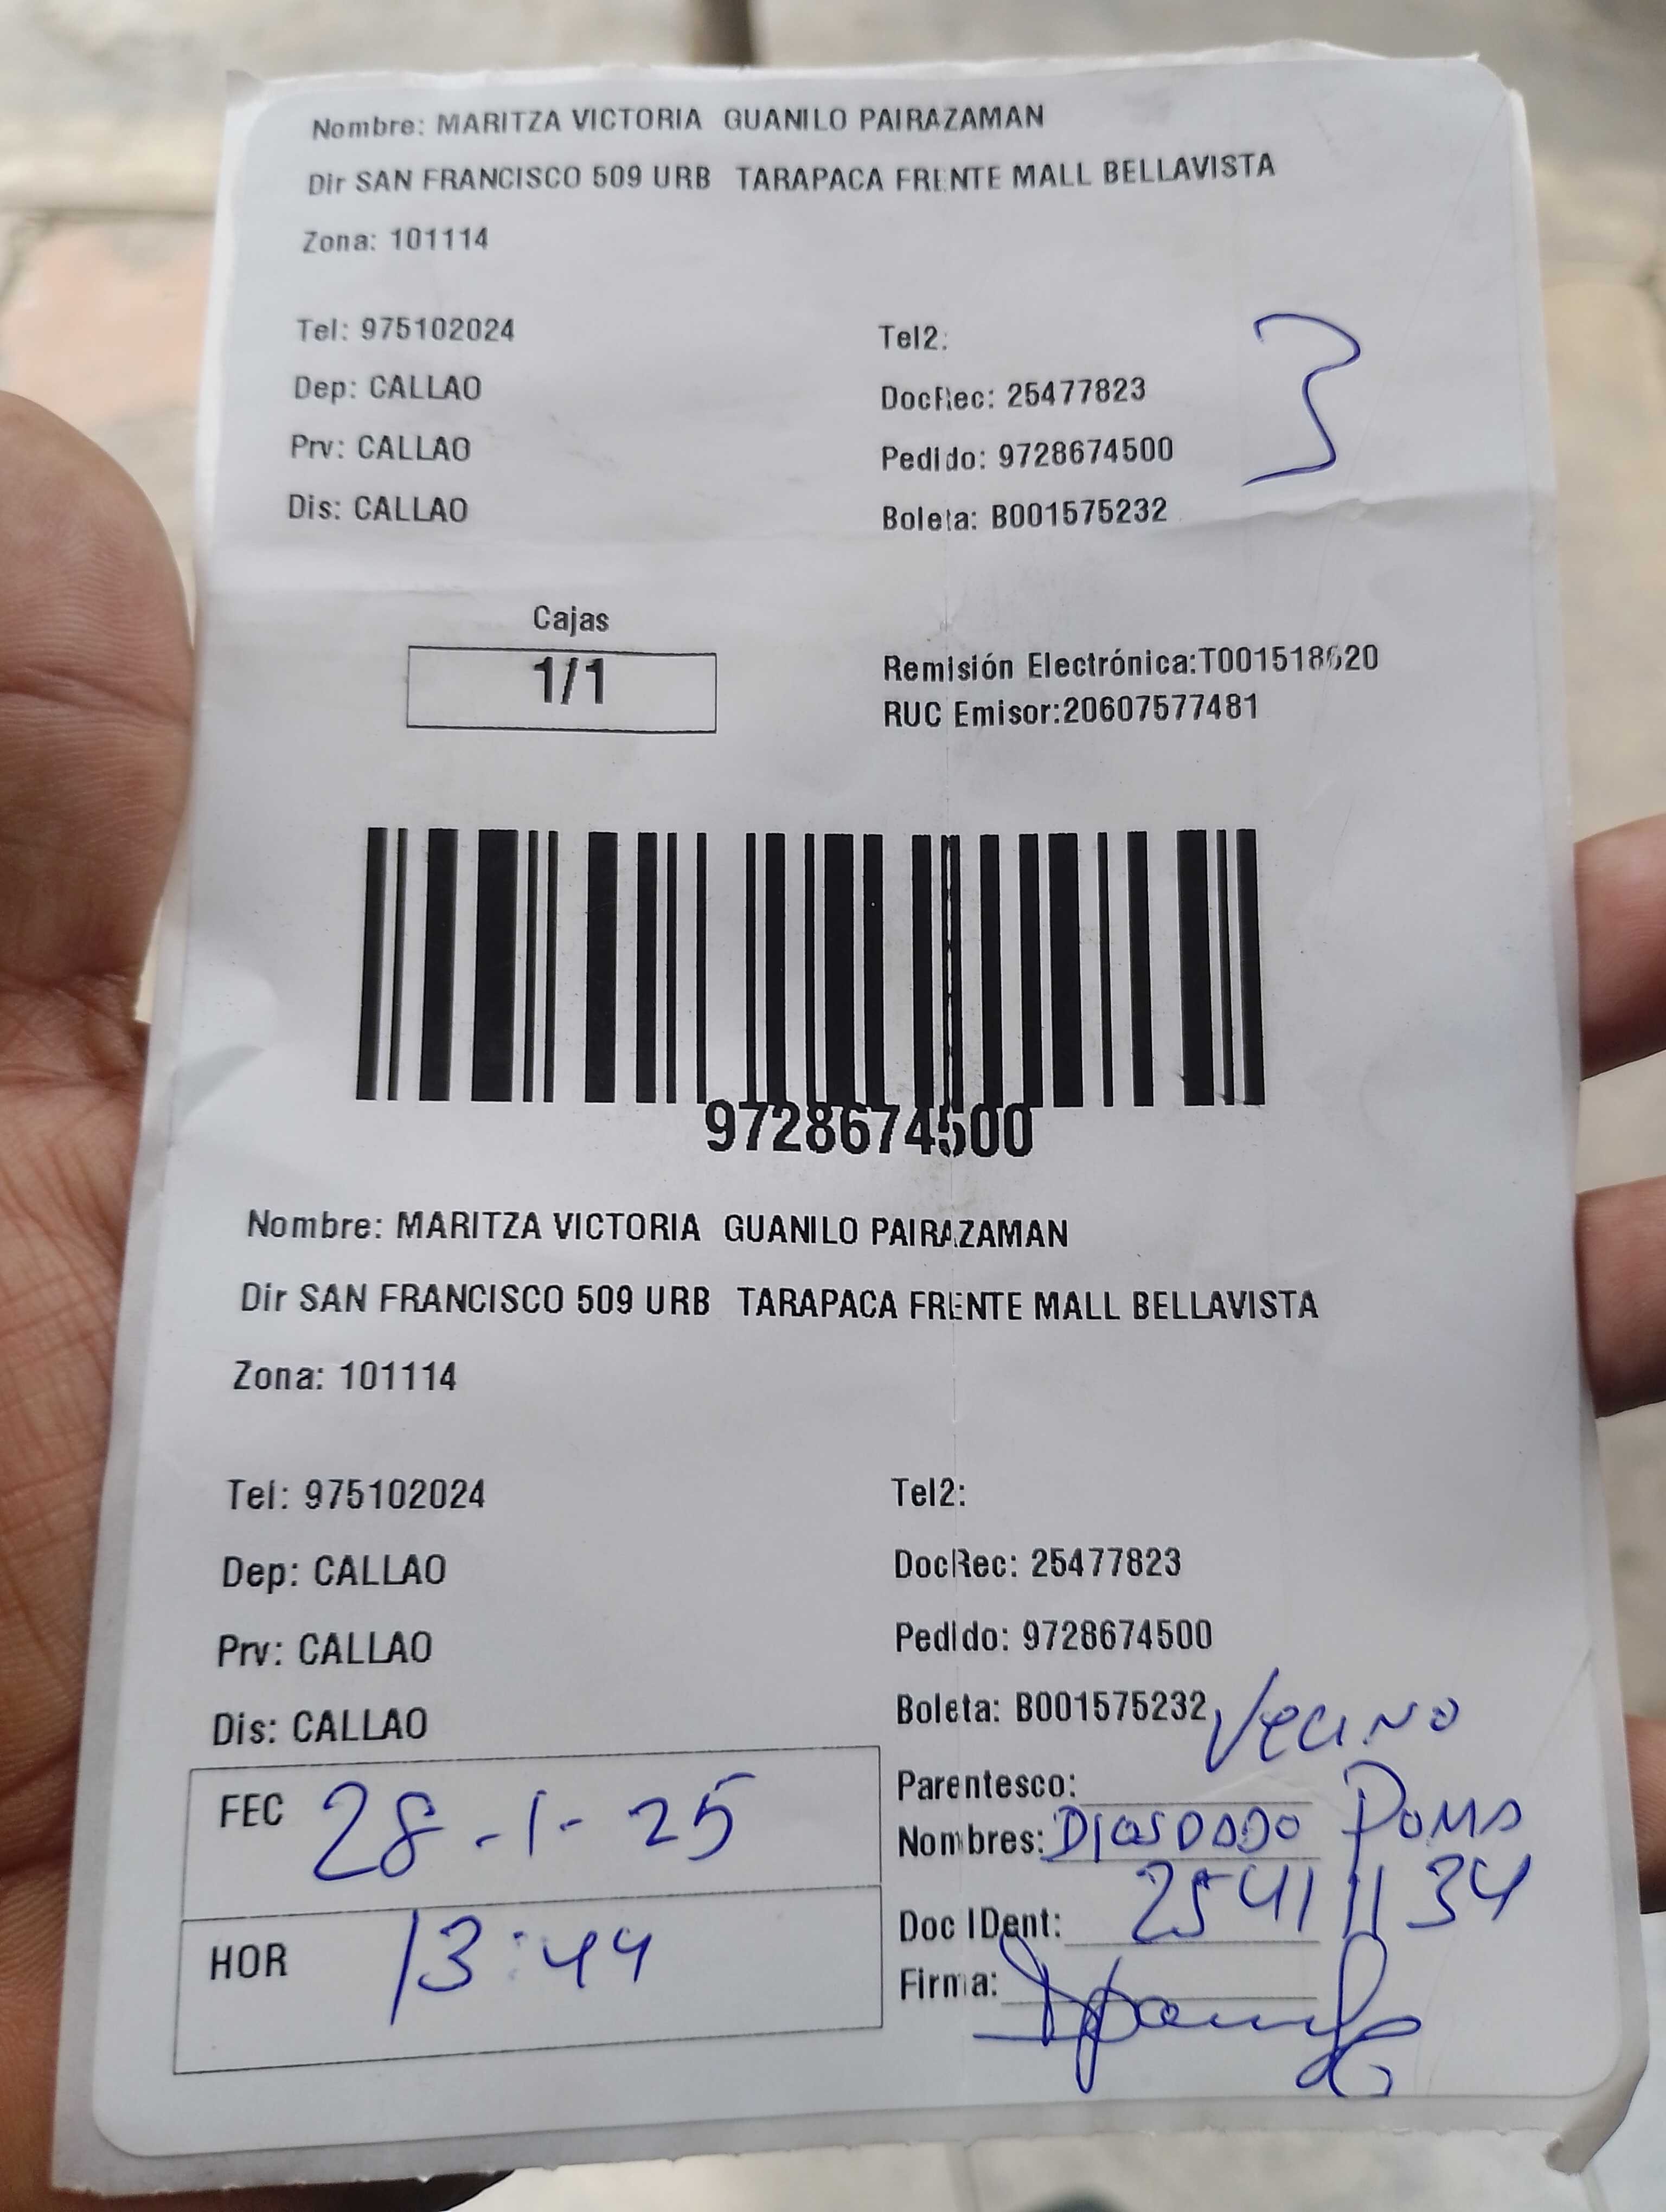 Nombre: MARITZA VICTORIA GUANILO PAIRAZAMAN
Dir SAN FRANCISCO 509 URB TARAPACA FRENTE MALL BELLAVISTA
Zona: 101114
Tel: 975102024 Tel2:
Dep: CALLAO DocRec: 25477823
Prv: CALLAO Pedido: 9728674500
Dis: CALLAO Boleta: B001575232
3
Cajas
1/1
Remisión Electrónica:T001518620
RUC Emisor:20607577481
9728674500
Nombre: MARITZA VICTORIA GUANILO PAIRAZAMAN
Dir SAN FRANCISCO 509 URB TARAPACA FRENTE MALL BELLAVISTA
Zona: 101114
Tel: 975102024 Tel2:
Dep: CALLAO DocRec: 25477823
Prv: CALLAO Pedido: 9728674500
Dis: CALLAO Boleta: B001575232
FEC 28-1-25
HOR 13:44
Parentesco: Vecino
Nombres: DIOSDADO POMA
Doc IDent:
Firma: